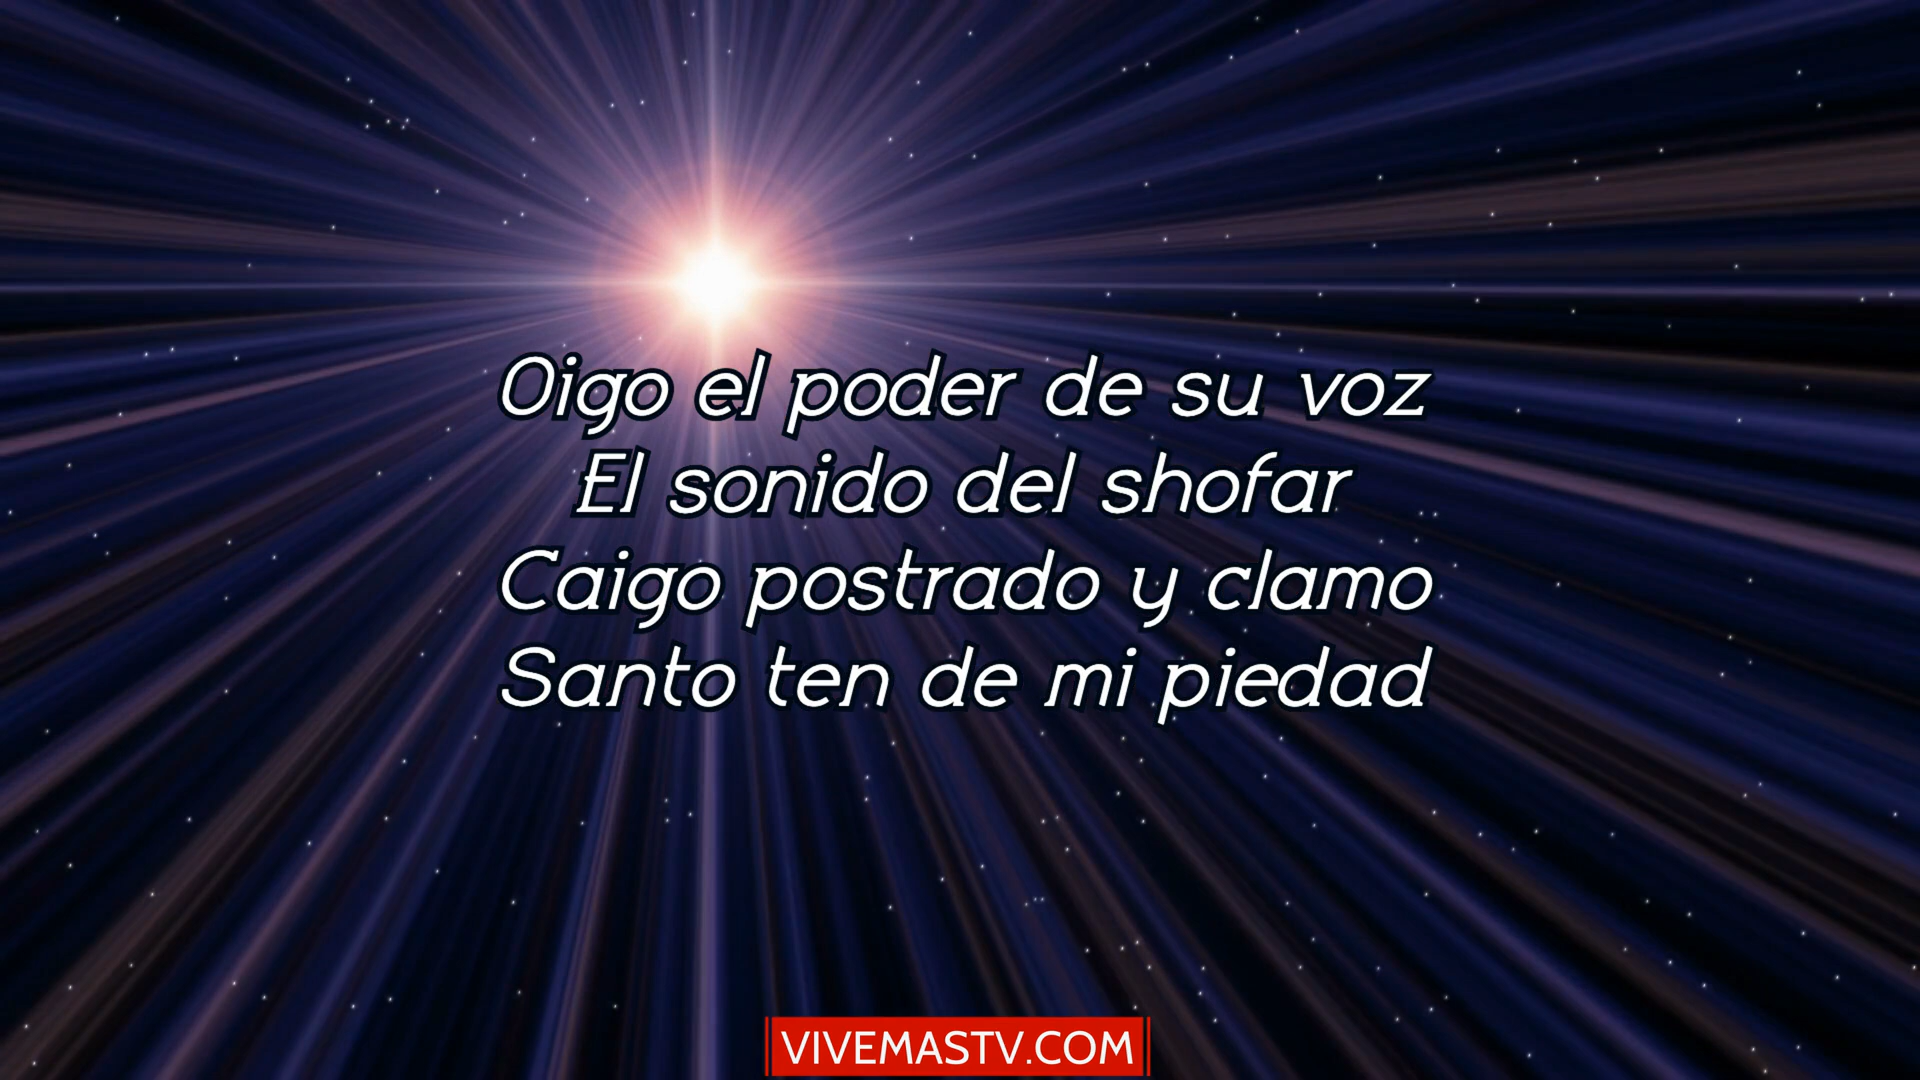 Oigo el poder de su voz
El sonido del shofar
Caigo postrado y clamo
Santo ten de mi piedad
VIVEMASTV.COM